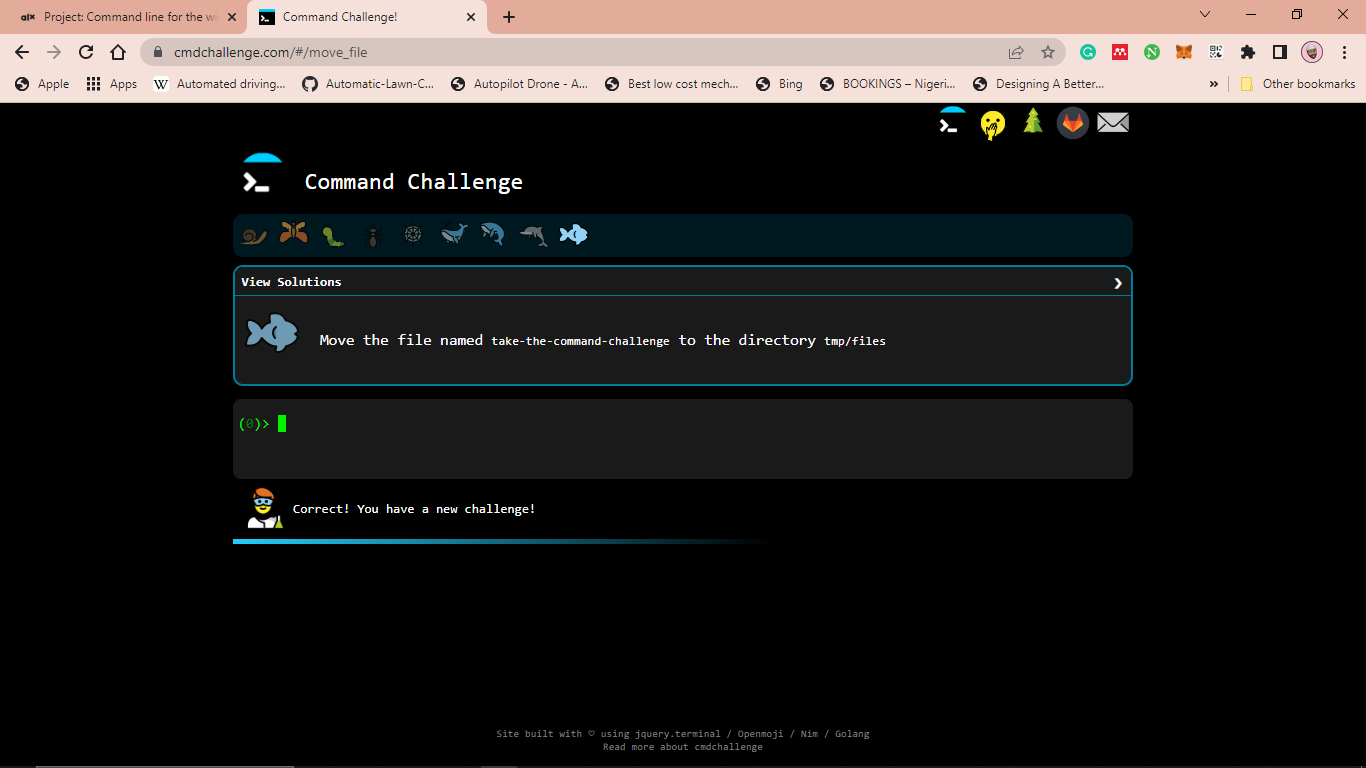 alx Project: Command line for the wi
Command Challenge!
cmdchallenge.com/#/move_file
Apple Apps Automated driving... Automatic-Lawn-C... Autopilot Drone - A... Best low cost mech... Bing BOOKINGS – Nigeri... Designing A Better... » Other bookmarks
Command Challenge
View Solutions
Move the file named take-the-command-challenge to the directory tmp/files
(0)>
Correct! You have a new challenge!
Site built with ♡ using jquery.terminal / Openmoji / Nim / Golang
Read more about cmdchallenge